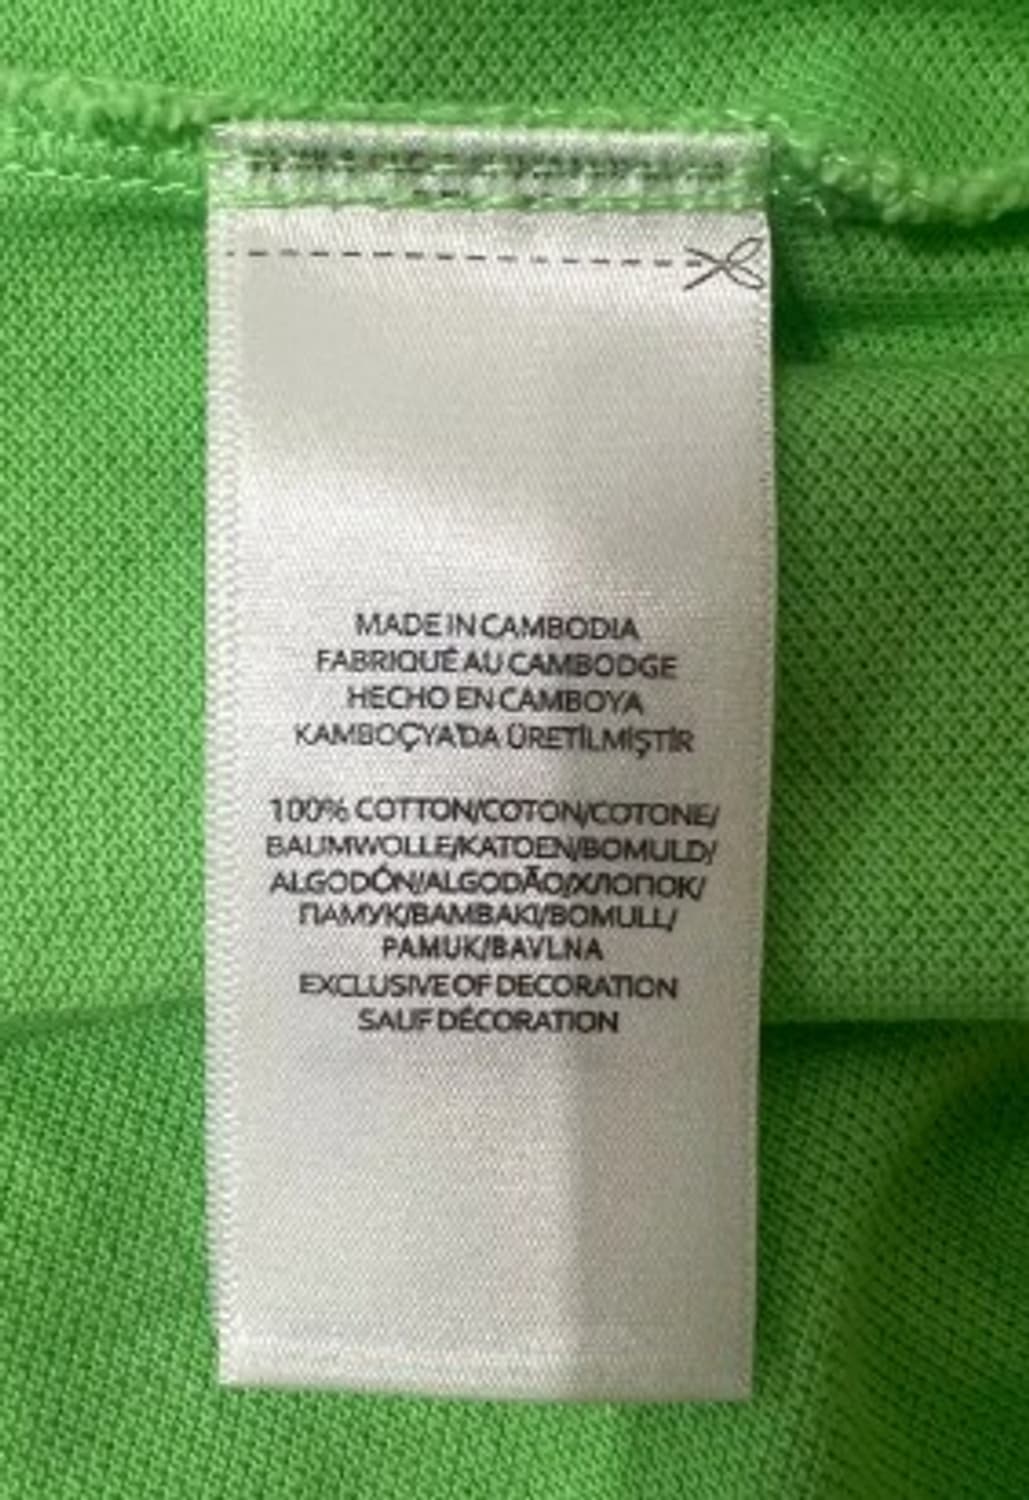 MADE IN CAMBODIA
FABRIQUÉ AU CAMBODGE
HECHO EN CAMBOYA
KAMBOÇYA'DA ÜRETİLMİŞTİR
100% COTTON/COTON/COTONE/
BAUMWOLLE/KATOEN/BOMULD/
ALGODÓN/ALGODÃO/ХЛОПОК/
ПАМУК/BAMBAKI/BOMULL/
PAMUK/BAVLNA
EXCLUSIVE OF DECORATION
SAUF DÉCORATION